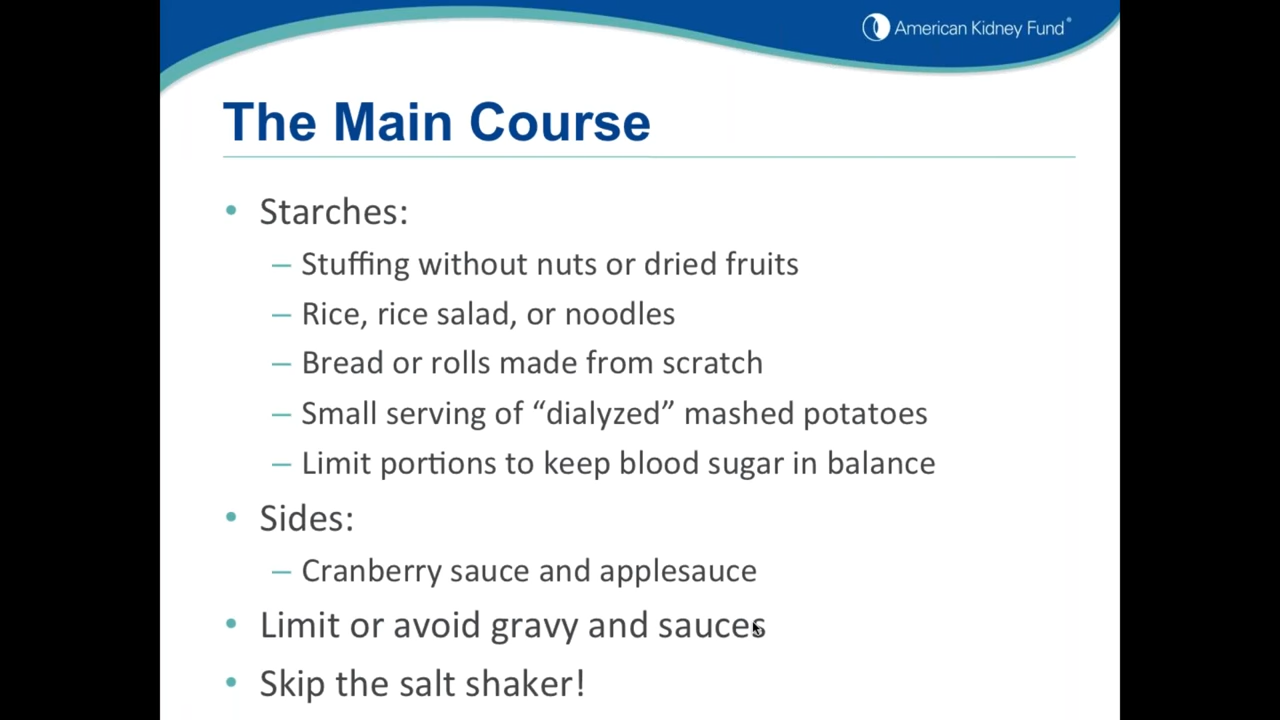 American Kidney Fund®
The Main Course
• Starches:
– Stuffing without nuts or dried fruits
– Rice, rice salad, or noodles
– Bread or rolls made from scratch
– Small serving of “dialyzed” mashed potatoes
– Limit portions to keep blood sugar in balance
• Sides:
– Cranberry sauce and applesauce
• Limit or avoid gravy and sauces
• Skip the salt shaker!